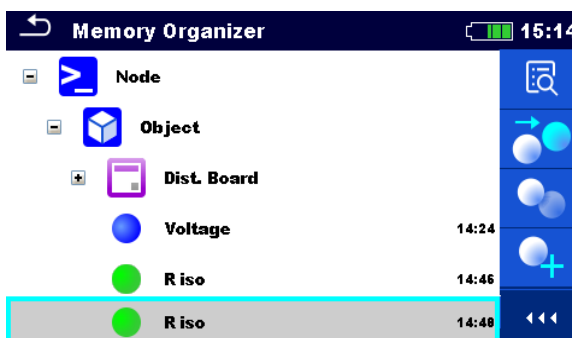 Memory Organizer 15:14
Node
Object
Dist. Board
Voltage 14:24
R iso 14:46
R iso 14:48